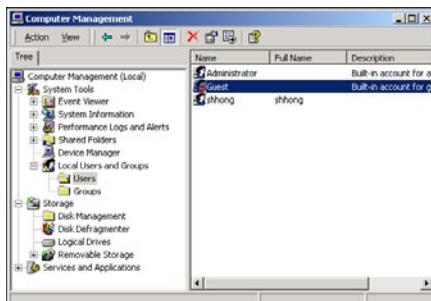 Computer Management
Action View
Tree
Computer Management (Local)
System Tools
Event Viewer
System Information
Performance Logs and Alerts
Shared Folders
Device Manager
Local Users and Groups
Users
Groups
Storage
Disk Management
Disk Defragmenter
Logical Drives
Removable Storage
Services and Applications
Name Full Name Description
Administrator Built-in account for a
Guest Built-in account for g
shhong shhong